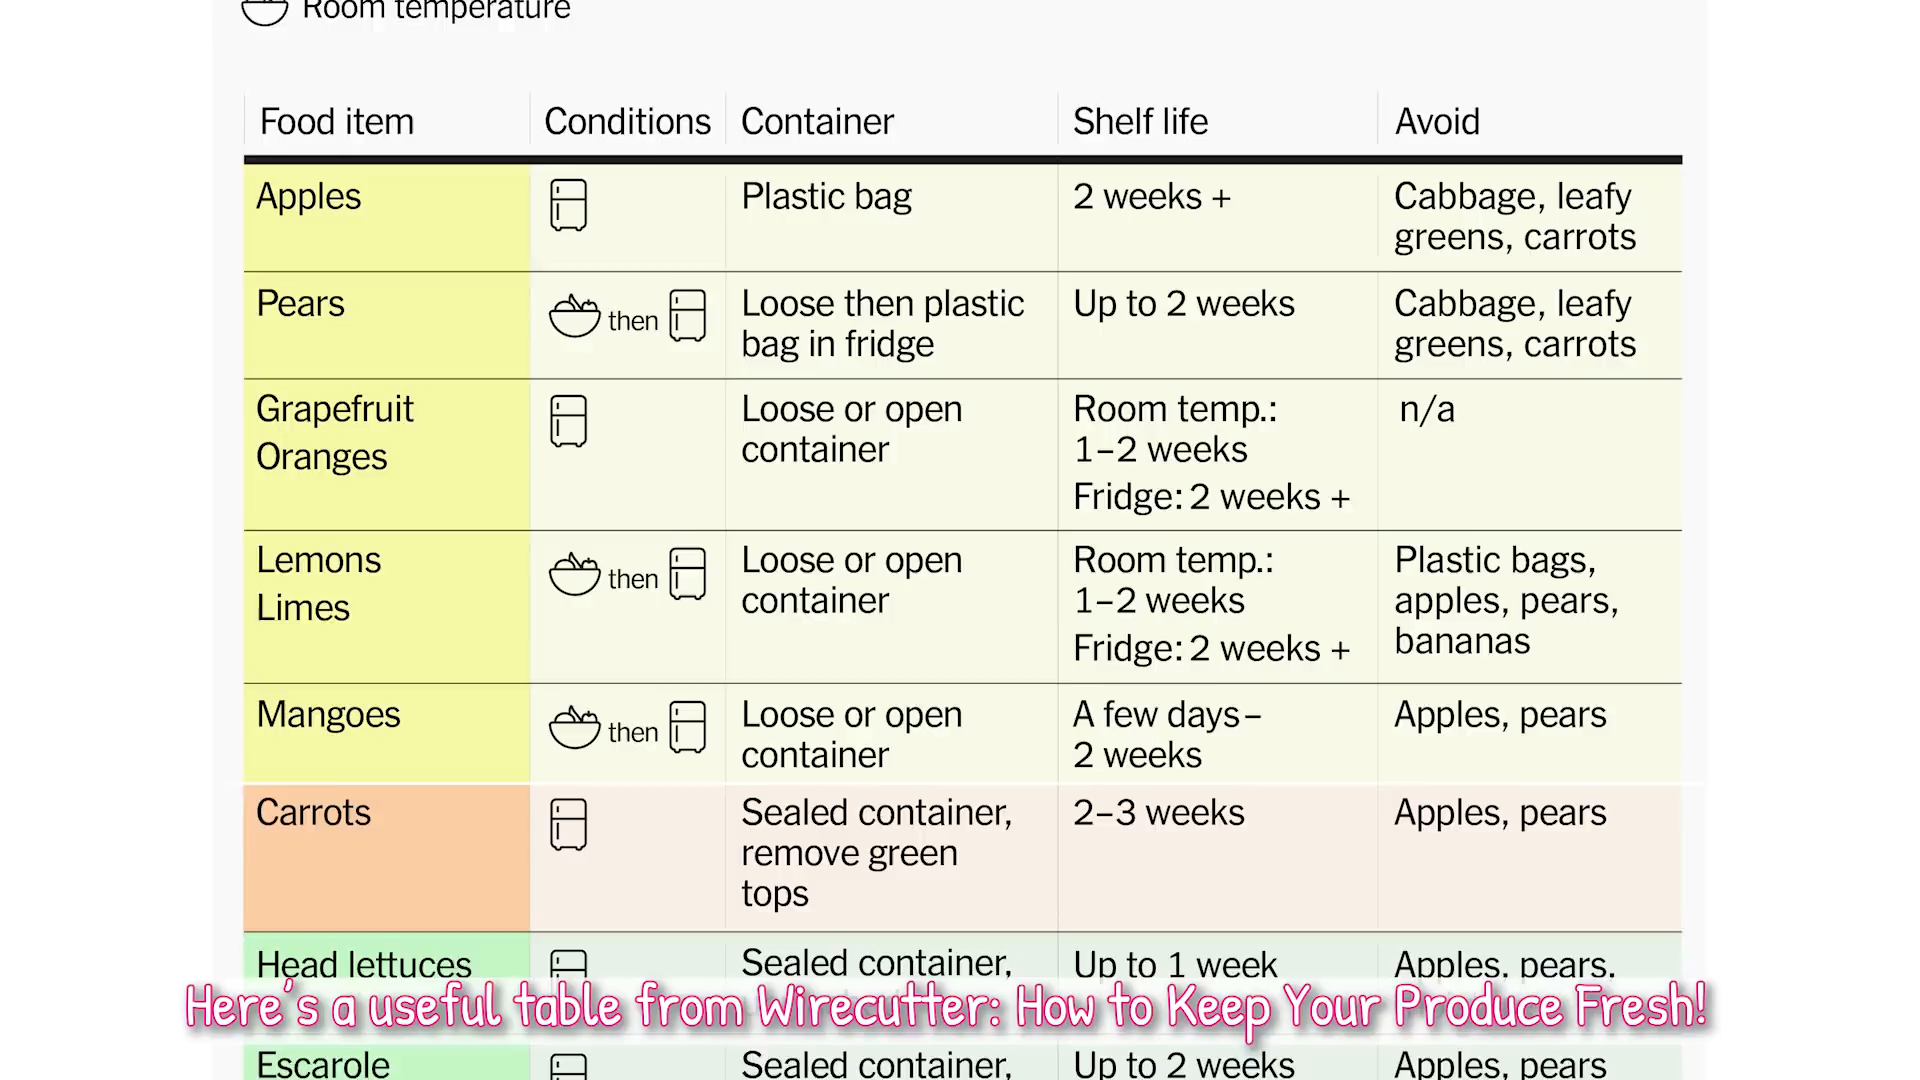 Room temperature
Food item Conditions Container Shelf life Avoid
Apples Plastic bag 2 weeks + Cabbage, leafy
greens, carrots
Pears then Loose then plastic Up to 2 weeks Cabbage, leafy
bag in fridge greens, carrots
Grapefruit Loose or open Room temp.: n/a
Oranges container 1–2 weeks
Fridge: 2 weeks +
Lemons then Loose or open Room temp.: Plastic bags,
Limes container 1–2 weeks apples, pears,
Fridge: 2 weeks + bananas
Mangoes then Loose or open A few days– Apples, pears
container 2 weeks
Carrots Sealed container, 2–3 weeks Apples, pears
remove green
tops
Head lettuces Sealed container, Up to 1 week Apples, pears,
Here's a useful table from Wirecutter: How to Keep Your Produce Fresh!
Escarole Sealed container, Up to 2 weeks Apples, pears